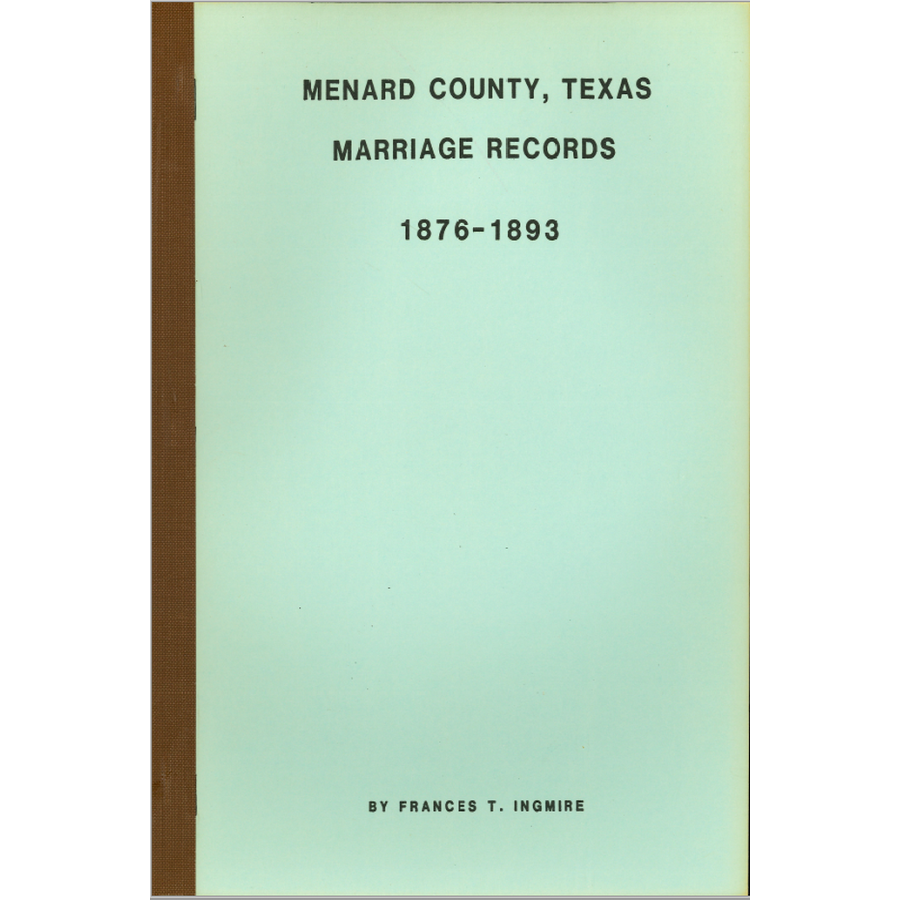 MENARD COUNTY, TEXAS
MARRIAGE RECORDS
1876-1893
BY FRANCES T. INGMIRE